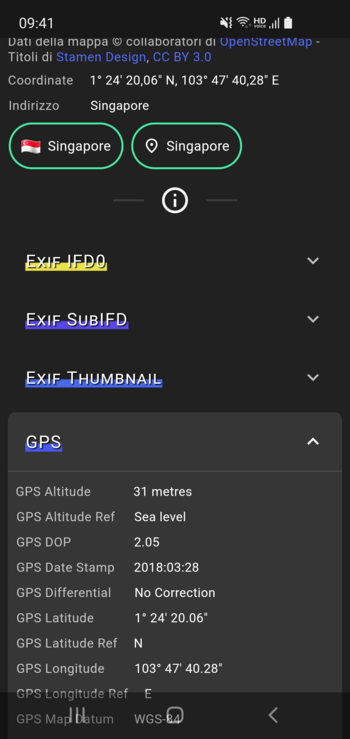 09:41
HD
VOICE
Dati della mappa © collaboratori di OpenStreetMap -
Titoli di Stamen Design, CC BY 3.0
Coordinate 1° 24' 20,06" N, 103° 47' 40,28" E
Indirizzo Singapore
Singapore Singapore
Exif IFD0
Exif SubIFD
Exif Thumbnail
GPS
GPS Altitude 31 metres
GPS Altitude Ref Sea level
GPS DOP 2.05
GPS Date Stamp 2018:03:28
GPS Differential No Correction
GPS Latitude 1° 24' 20.06"
GPS Latitude Ref N
GPS Longitude 103° 47' 40.28"
GPS Longitude Ref E
GPS Map Datum WGS-84